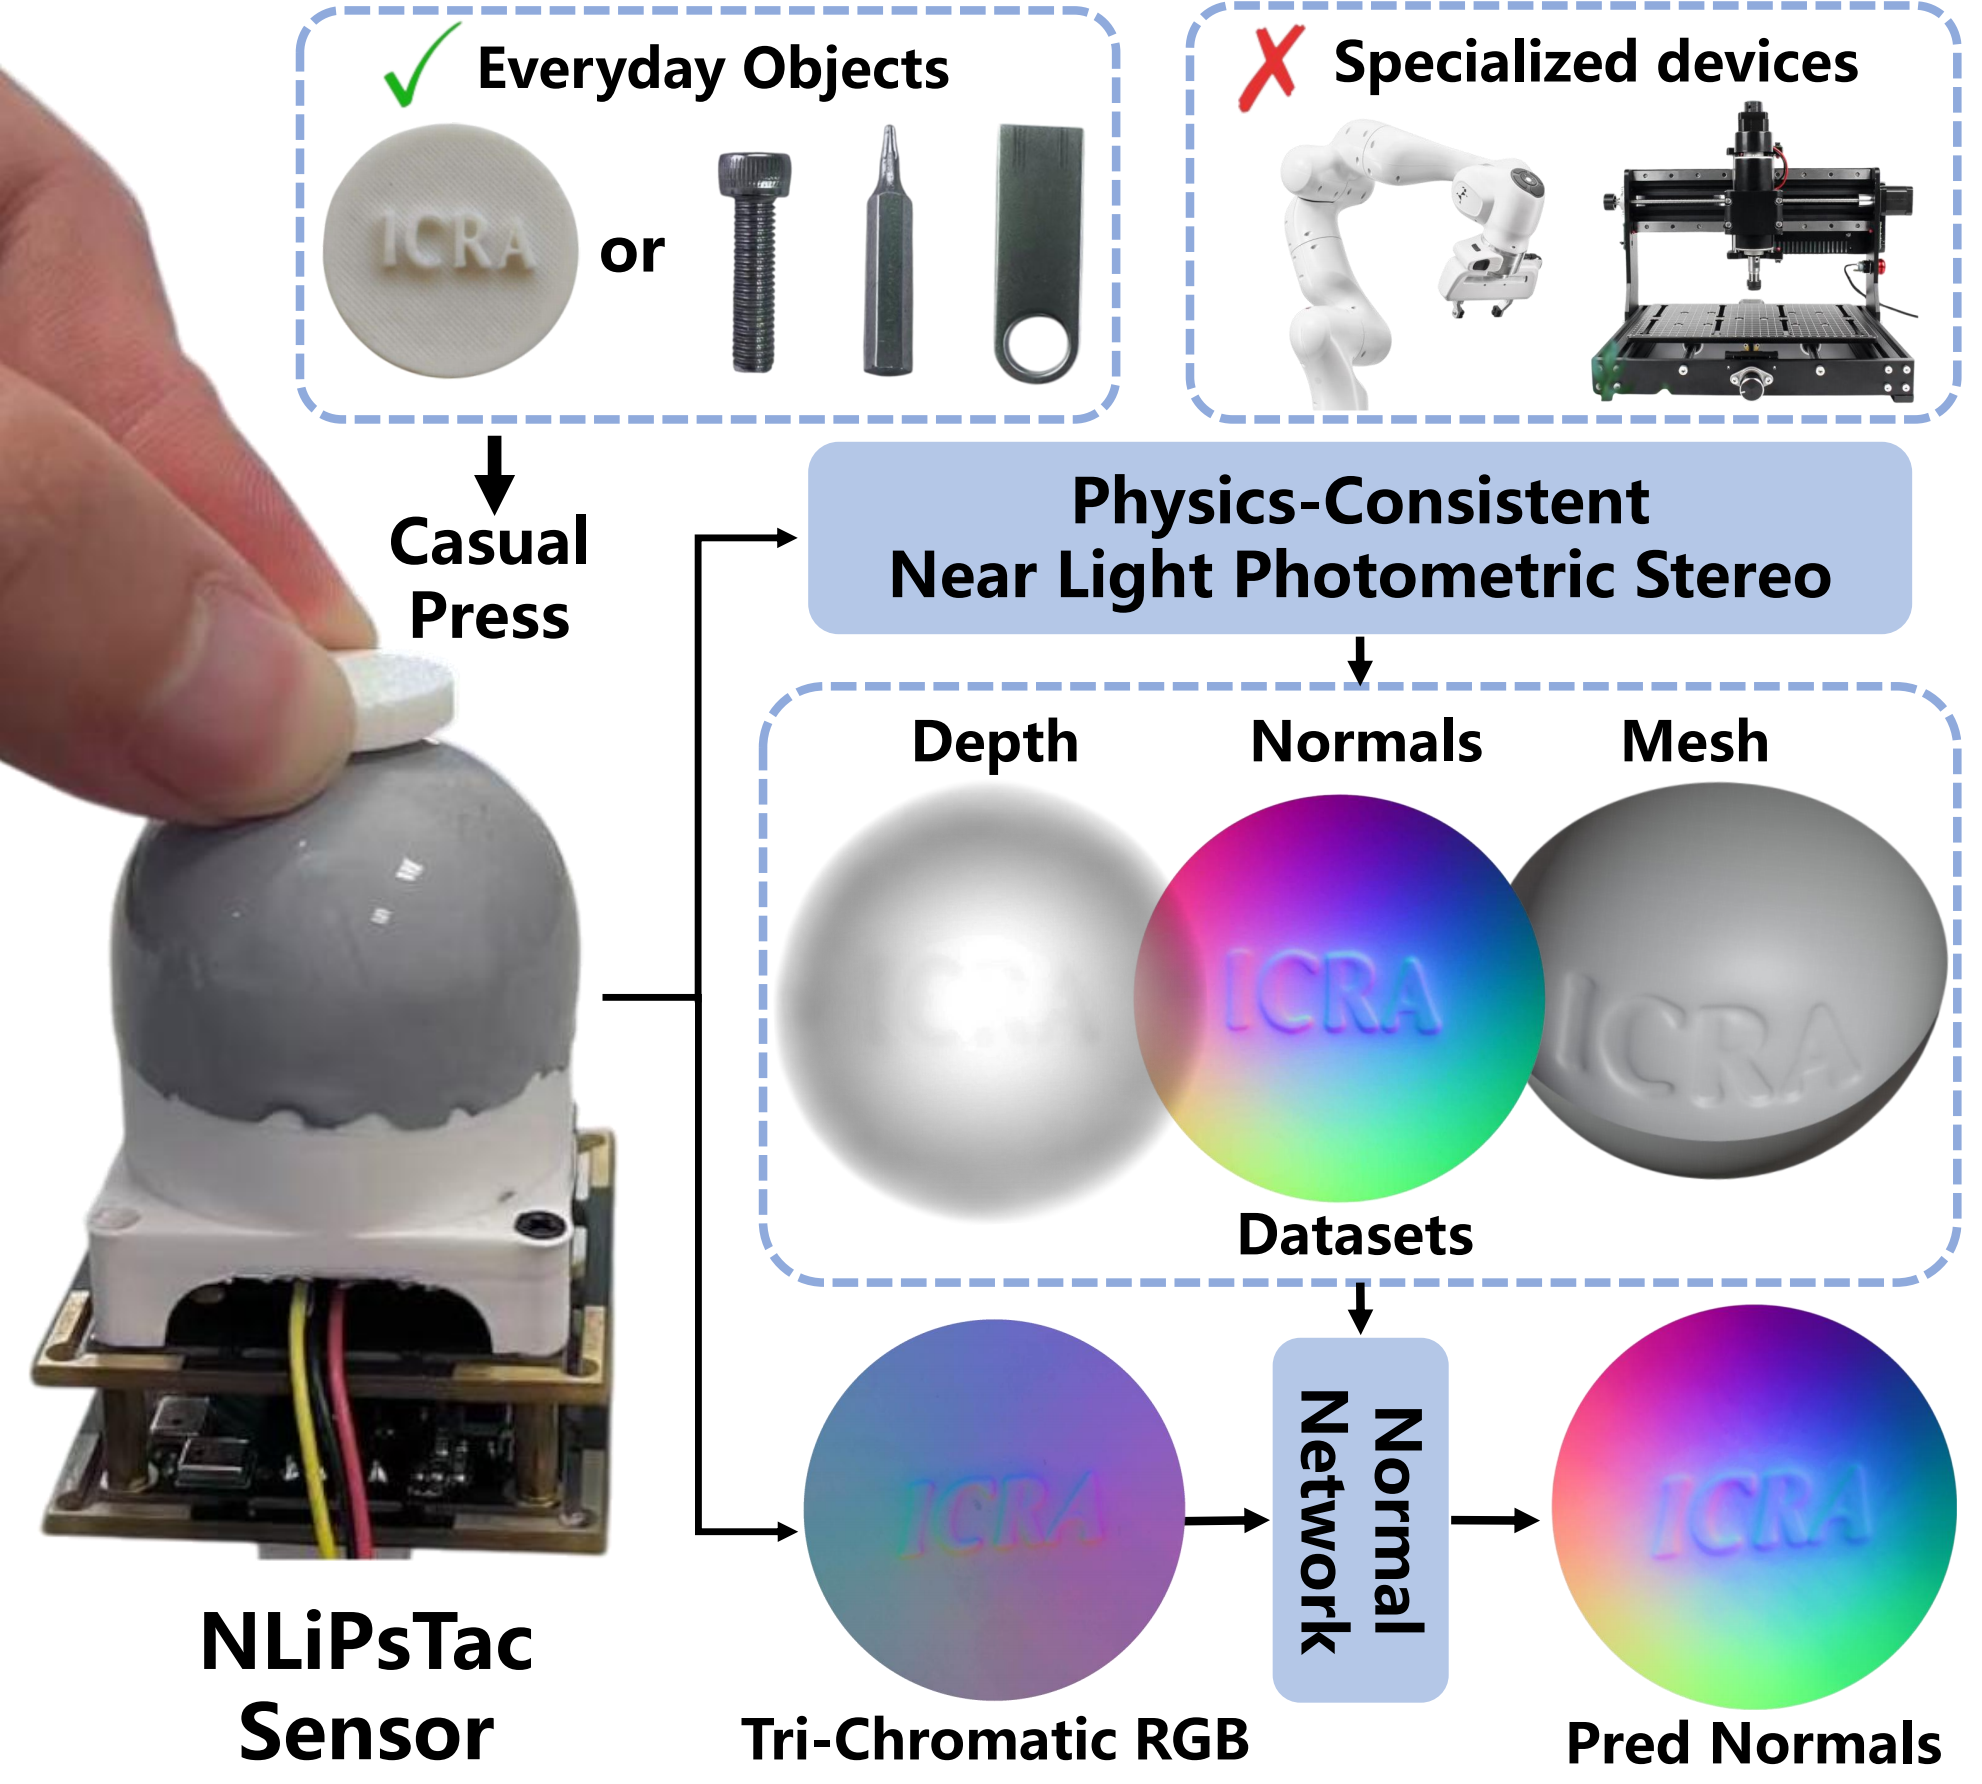 Everyday Objects
ICRA
or
Specialized devices
Casual
Press
Physics-Consistent
Near Light Photometric Stereo
Depth
Normals
Mesh
ICRA
ICRA
ICRA
Datasets
ICRA
Normal
Network
ICRA
NLiPsTac
Sensor
Tri-Chromatic RGB
Pred Normals